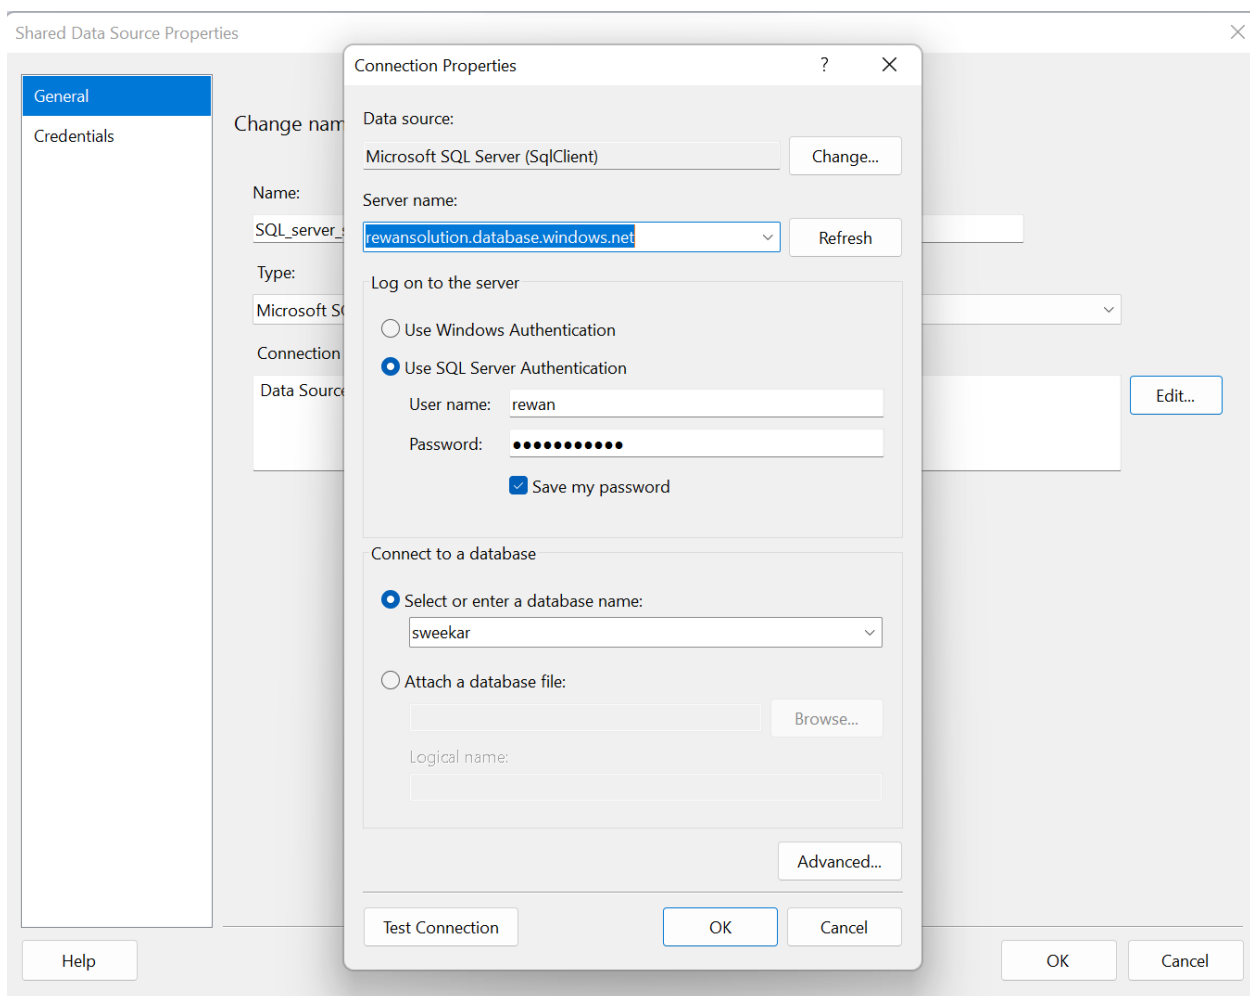 Shared Data Source Properties
General
Credentials
Change nam
Name:
SQL_server_s
Type:
Microsoft SQ
Connection
Data Source
Edit...
Help
OK
Cancel
Connection Properties
?
Data source:
Microsoft SQL Server (SqlClient)
Change...
Server name:
rewansolution.database.windows.net
Refresh
Log on to the server
Use Windows Authentication
Use SQL Server Authentication
User name:
rewan
Password:
●●●●●●●●●●●
Save my password
Connect to a database
Select or enter a database name:
sweekar
Attach a database file:
Browse...
Logical name:
Advanced...
Test Connection
OK
Cancel